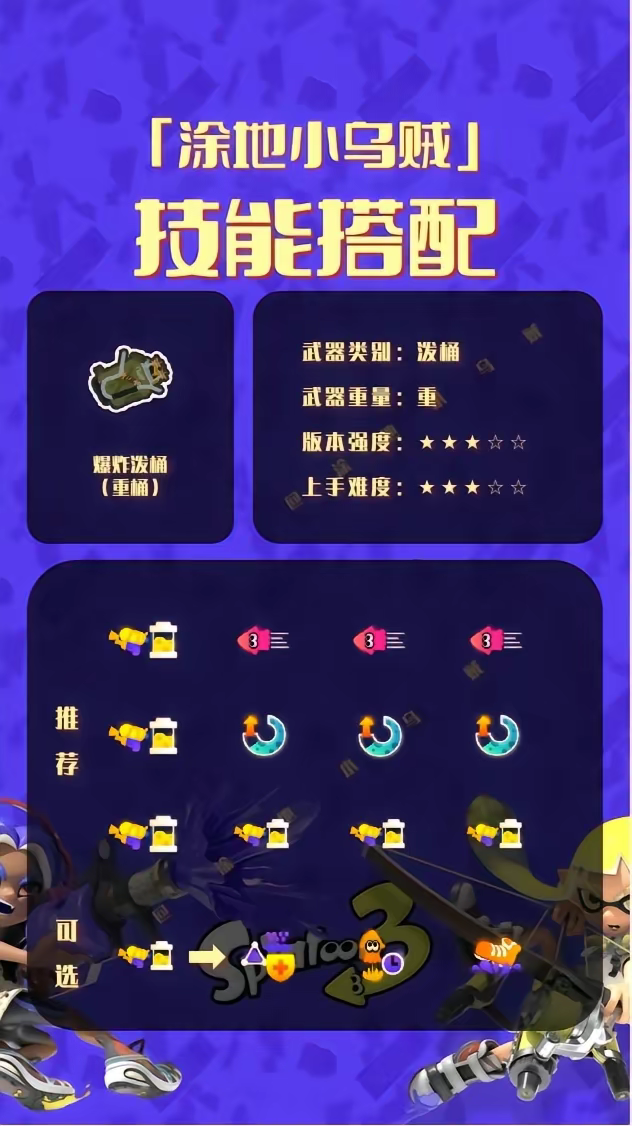 「涂地小乌贼」
技能搭配
爆炸泼桶
（重桶）
武器类别：泼桶
武器重量：重
版本强度：★★★☆☆
上手难度：★★★☆☆
推荐
可选
Splatoon 3